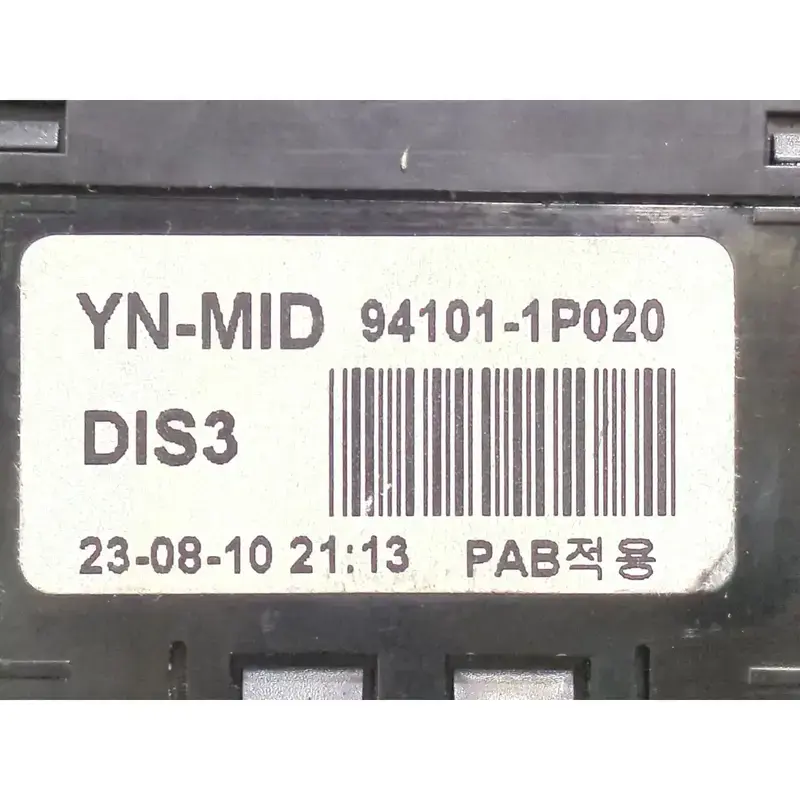 YN-MID 94101-1P020
DIS3
23-08-10 21:13 PAB적용